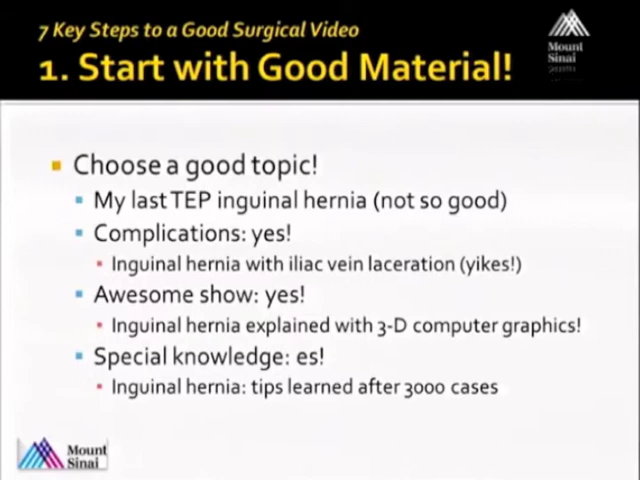 7 Key Steps to a Good Surgical Video
1. Start with Good Material!
Mount
Sinai
Choose a good topic!
My last TEP inguinal hernia (not so good)
Complications: yes!
Inguinal hernia with iliac vein laceration (yikes!)
Awesome show: yes!
Inguinal hernia explained with 3-D computer graphics!
Special knowledge: es!
Inguinal hernia: tips learned after 3000 cases
Mount
Sinai